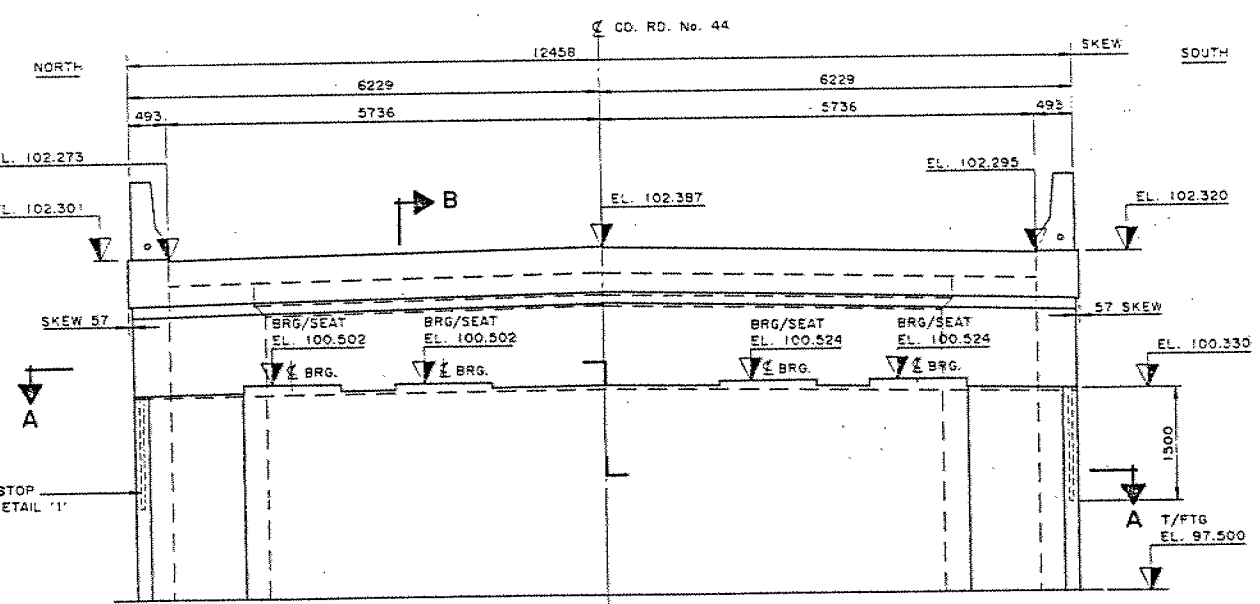 ℄ CO. RD. No. 44
NORTH
12458
SKEW
SOUTH
6229
6229
493
5736
5736
493
EL. 102.273
EL. 102.295
EL. 102.301
B
EL. 102.387
EL. 102.320
SKEW 57
57 SKEW
BRG/SEAT
EL. 100.502
BRG/SEAT
EL. 100.502
BRG/SEAT
EL. 100.524
BRG/SEAT
EL. 100.524
EL. 100.330
℄ BRG.
℄ BRG.
℄ BRG.
℄ BRG.
A
1500
STOP
ETAIL '1'
A
T/FTG
EL. 97.500